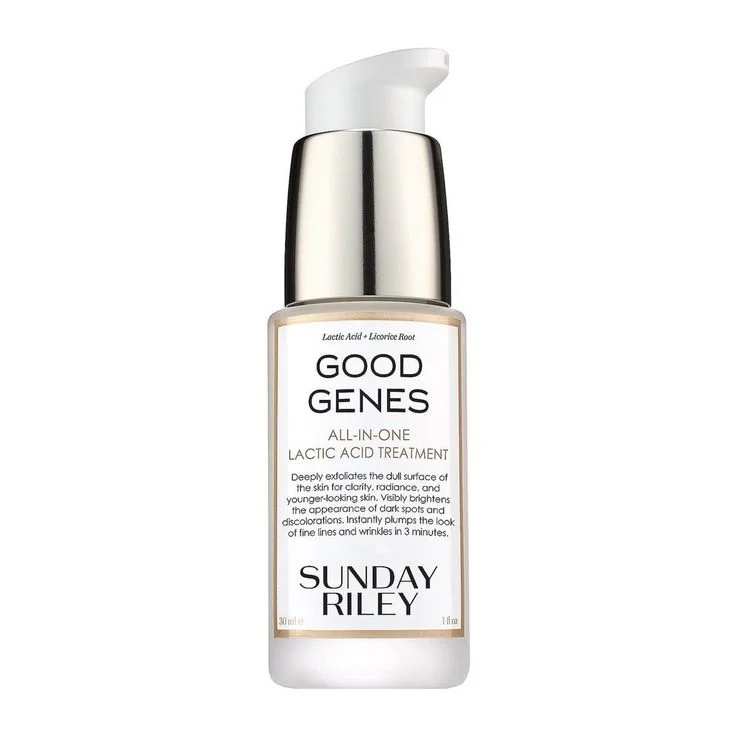 Lactic Acid + Licorice Root
GOOD
GENES
ALL-IN-ONE
LACTIC ACID TREATMENT
Deeply exfoliates the dull surface of
the skin for clarity, radiance, and
younger-looking skin. Visibly brightens
the appearance of dark spots and
discolorations. Instantly plumps the look
of fine lines and wrinkles in 3 minutes.
SUNDAY
RILEY
30 ml e 1 fl oz